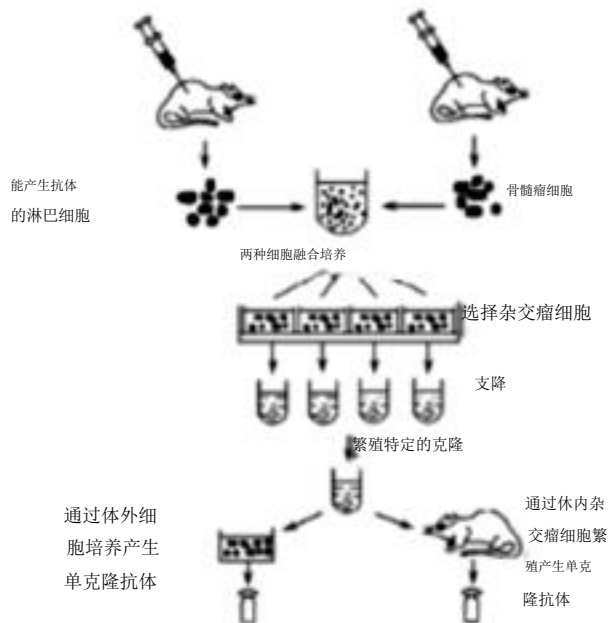 能产生抗体
的淋巴细胞
骨髓瘤细胞
两种细胞融合培养
选择杂交瘤细胞
支降
繁殖特定的克隆
通过体外细
胞培养产生
单克隆抗体
通过休内杂
交瘤细胞繁
殖产生单克
隆抗体